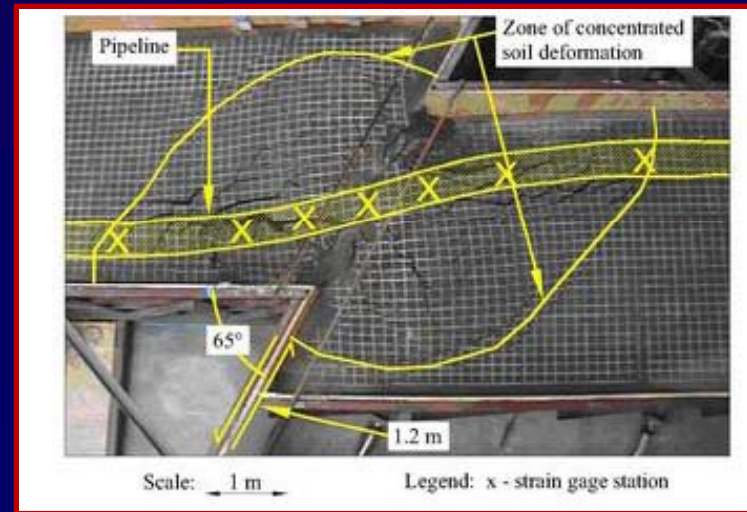 Pipeline
Zone of concentrated
soil deformation
X X X X X X X
65°
1.2 m
Scale: 1 m
Legend: x - strain gage station